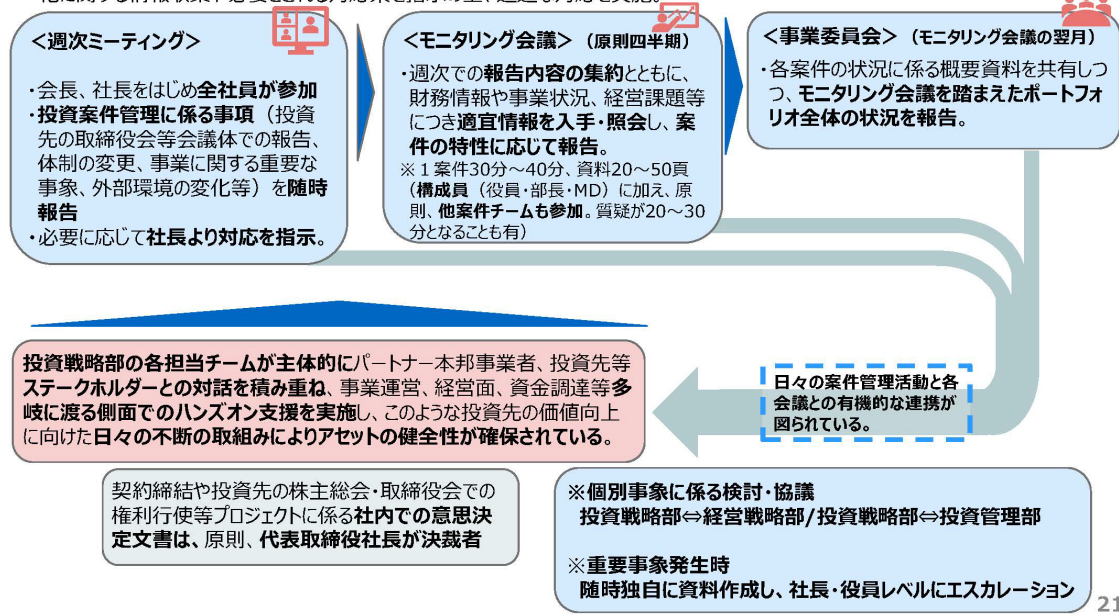 <週次ミーティング>
・会長、社長をはじめ全社員が参加
・投資案件管理に係る事項（投資
先の取締役会等会議体での報告、
体制の変更、事業に関する重要な
事象、外部環境の変化等）を随時
報告
・必要に応じて社長より対応を指示。
<モニタリング会議>（原則四半期）
・週次での報告内容の集約とともに、
財務情報や事業状況、経営課題等
につき適宜情報を入手・照会し、案
件の特性に応じて報告。
※１案件30分～40分、資料20～50頁
（構成員（役員・部長・MD）に加え、原
則、他案件チームも参加。質疑が20～30
分となることも有）
<事業委員会>（モニタリング会議の翌月）
・各案件の状況に係る概要資料を共有しつ
つ、モニタリング会議を踏まえたポートフォ
リオ全体の状況を報告。
投資戦略部の各担当チームが主体的にパートナー本邦事業者、投資先等
ステークホルダーとの対話を積み重ね、事業運営、経営面、資金調達等多
岐に渡る側面でのハンズオン支援を実施し、このような投資先の価値向上
に向けた日々の不断の取組みによりアセットの健全性が確保されている。
日々の案件管理活動と各
会議との有機的な連携が
図られている。
契約締結や投資先の株主総会・取締役会での
権利行使等プロジェクトに係る社内での意思決
定文書は、原則、代表取締役社長が決裁者
※個別事象に係る検討・協議
投資戦略部⇔経営戦略部/投資戦略部⇔投資管理部
※重要事象発生時
随時独自に資料作成し、社長・役員レベルにエスカレーション
21